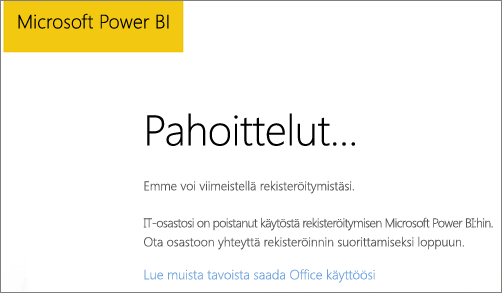 Microsoft Power BI
Pahoittelut...
Emme voi viimeistellä rekisteröitymistäsi.
IT-osastosi on poistanut käytöstä rekisteröitymisen Microsoft Power BI:hin.
Ota osastoon yhteyttä rekisteröinnin suorittamiseksi loppuun.
Lue muista tavoista saada Office käyttöösi